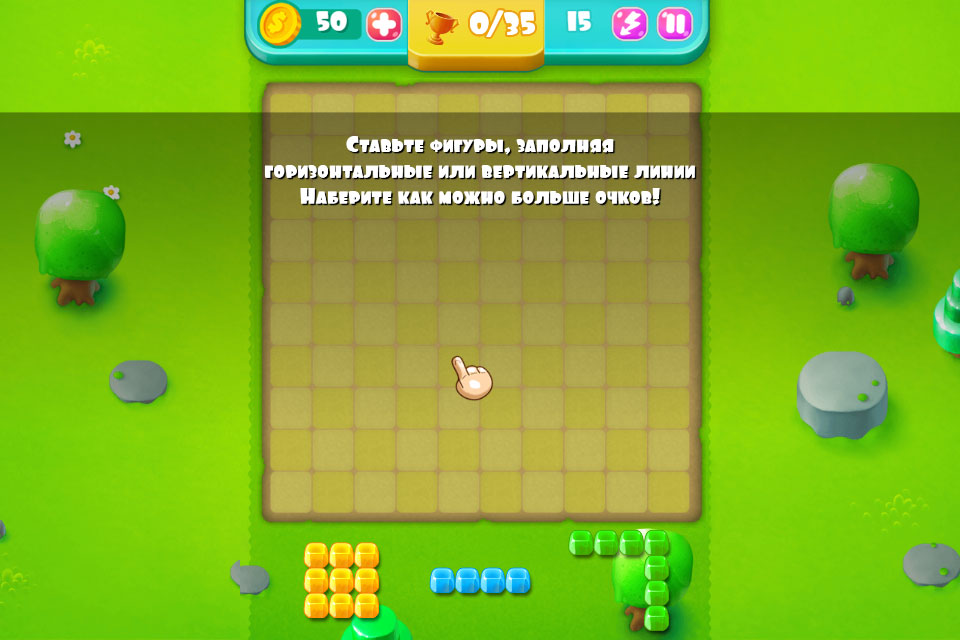 50 0/35 15
Ставьте фигуры, заполняя
горизонтальные или вертикальные линии
Наберите как можно больше очков!